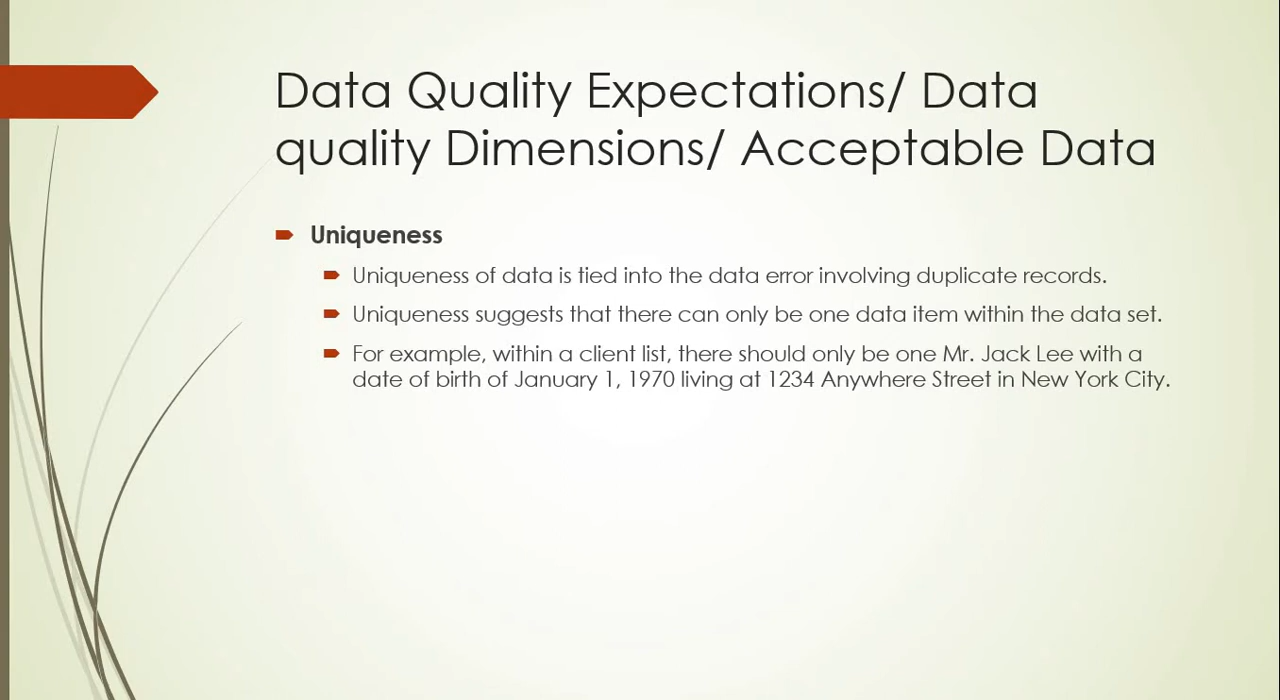 Data Quality Expectations/ Data
quality Dimensions/ Acceptable Data
Uniqueness
Uniqueness of data is tied into the data error involving duplicate records.
Uniqueness suggests that there can only be one data item within the data set.
For example, within a client list, there should only be one Mr. Jack Lee with a
date of birth of January 1, 1970 living at 1234 Anywhere Street in New York City.